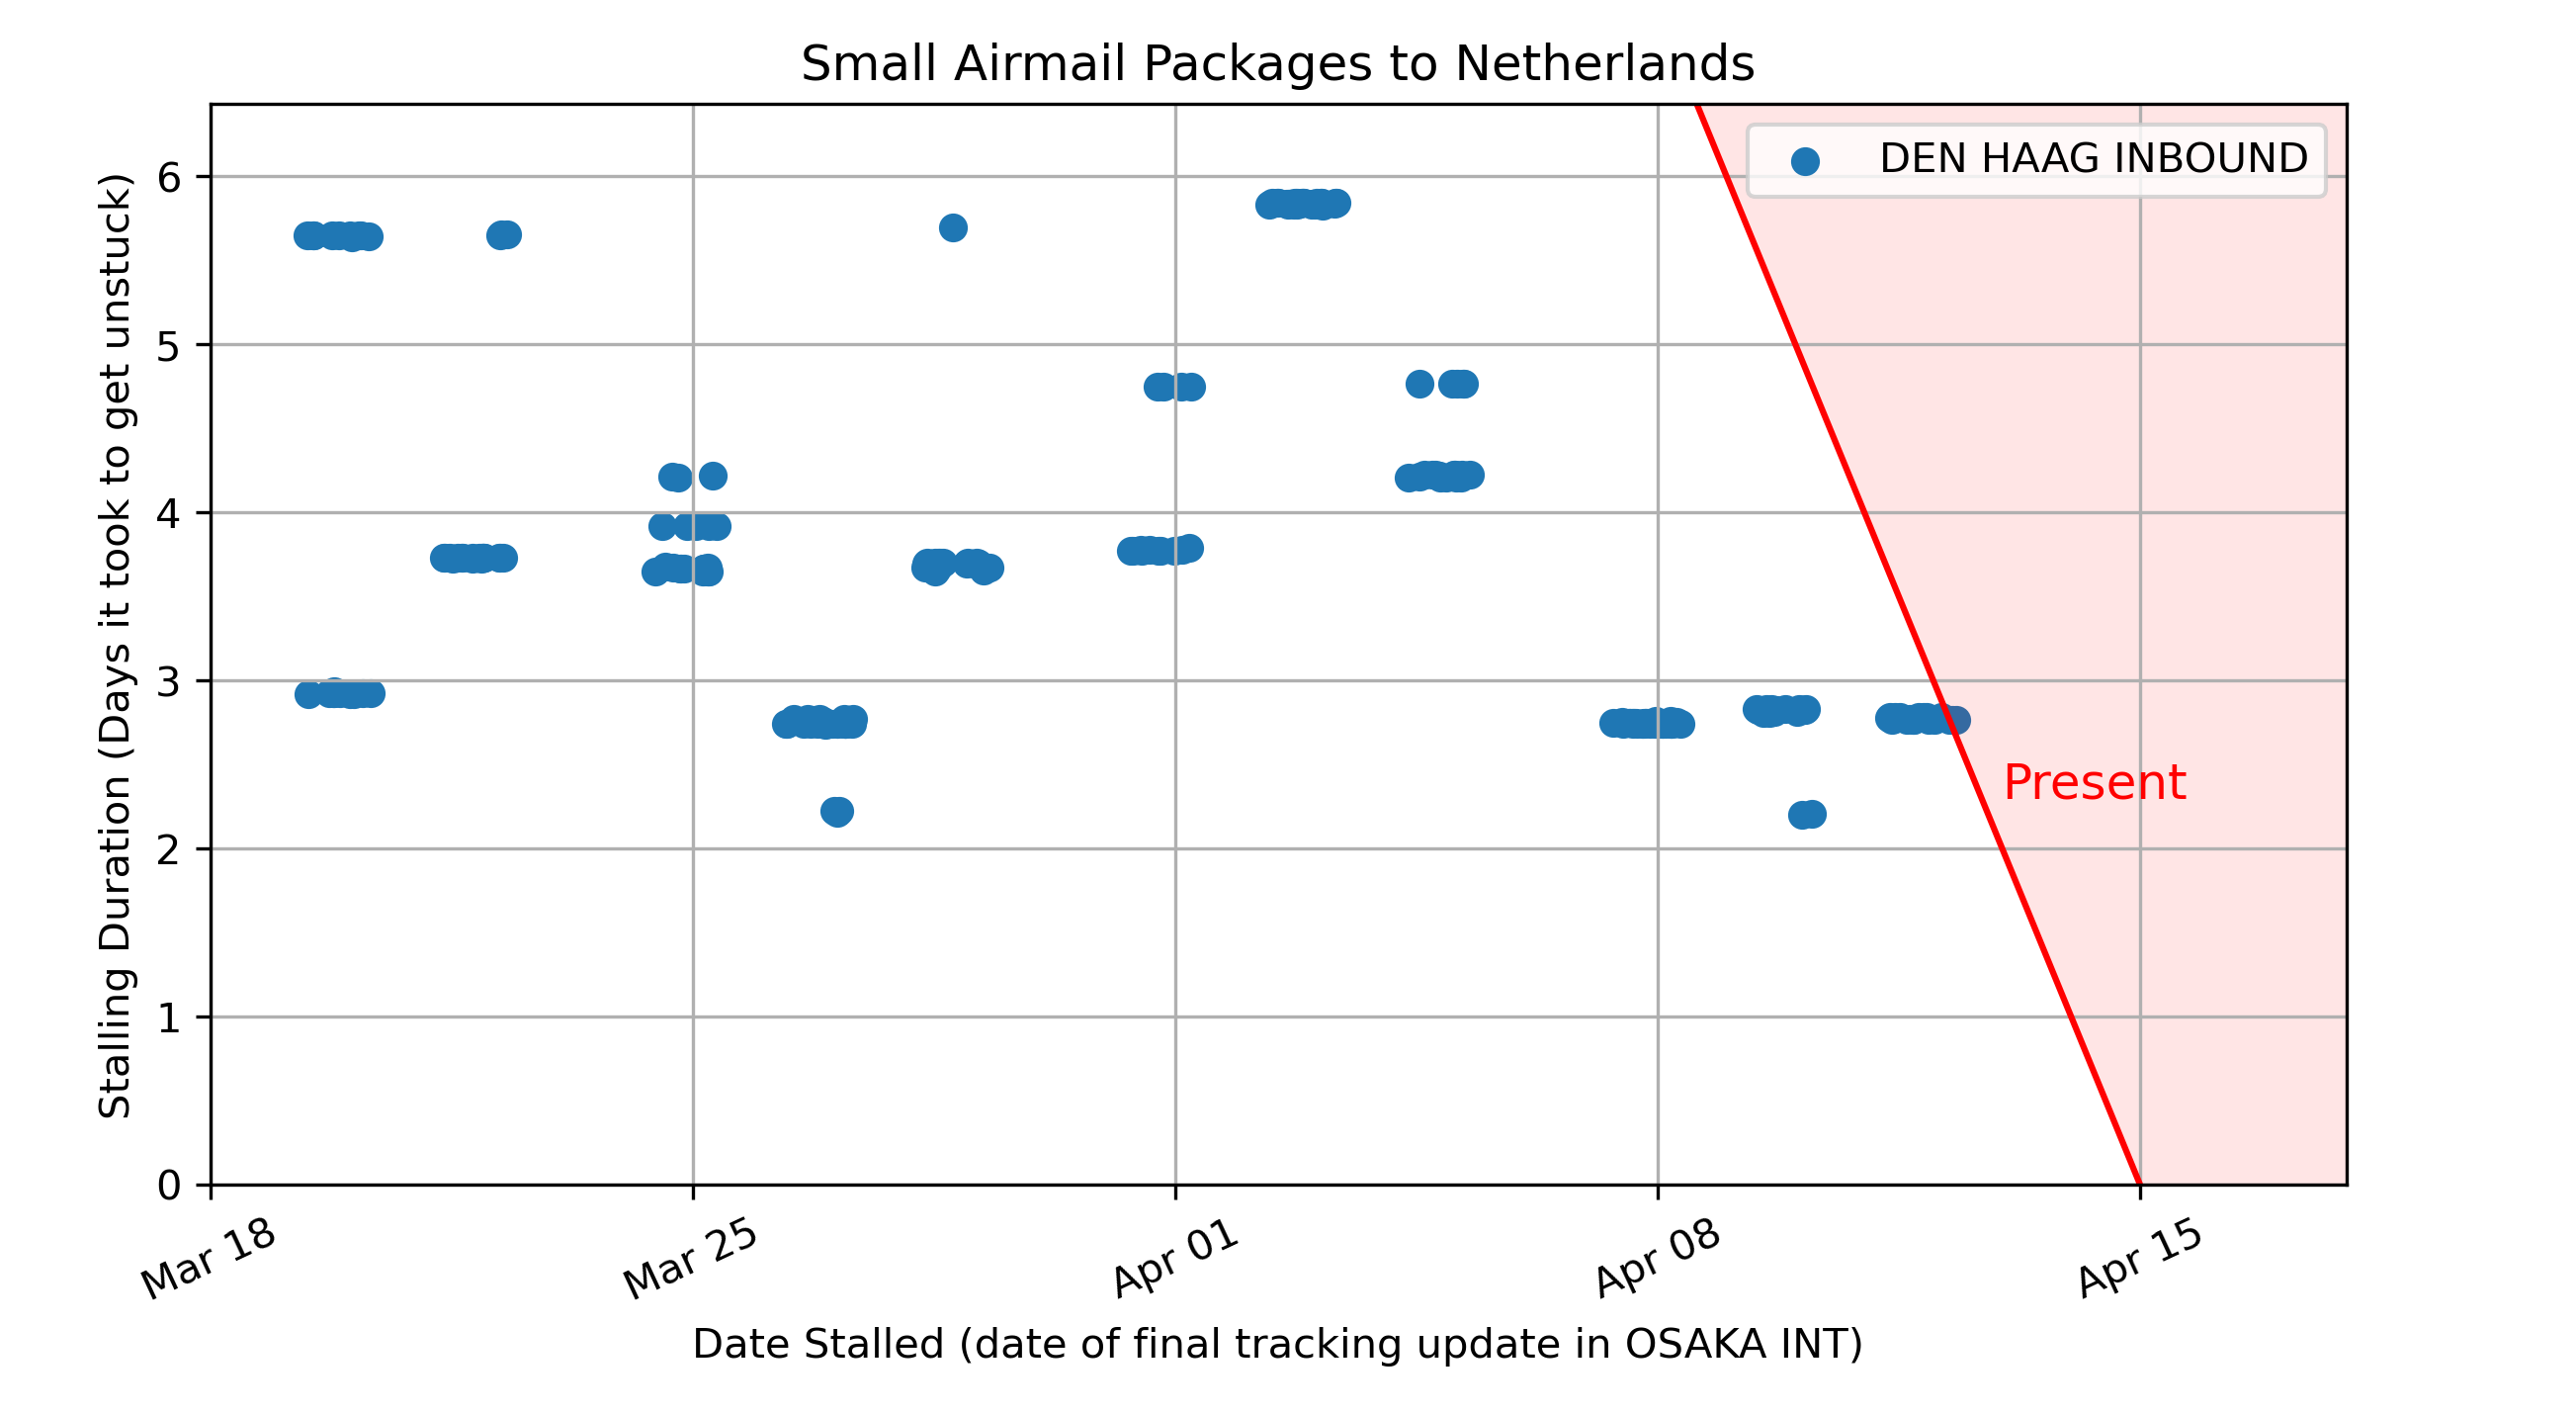 Small Airmail Packages to Netherlands
DEN HAAG INBOUND
Stalling Duration (Days it took to get unstuck)
6
5
4
3
2
1
0
Present
Mar 18
Mar 25
Apr 01
Apr 08
Apr 15
Date Stalled (date of final tracking update in OSAKA INT)